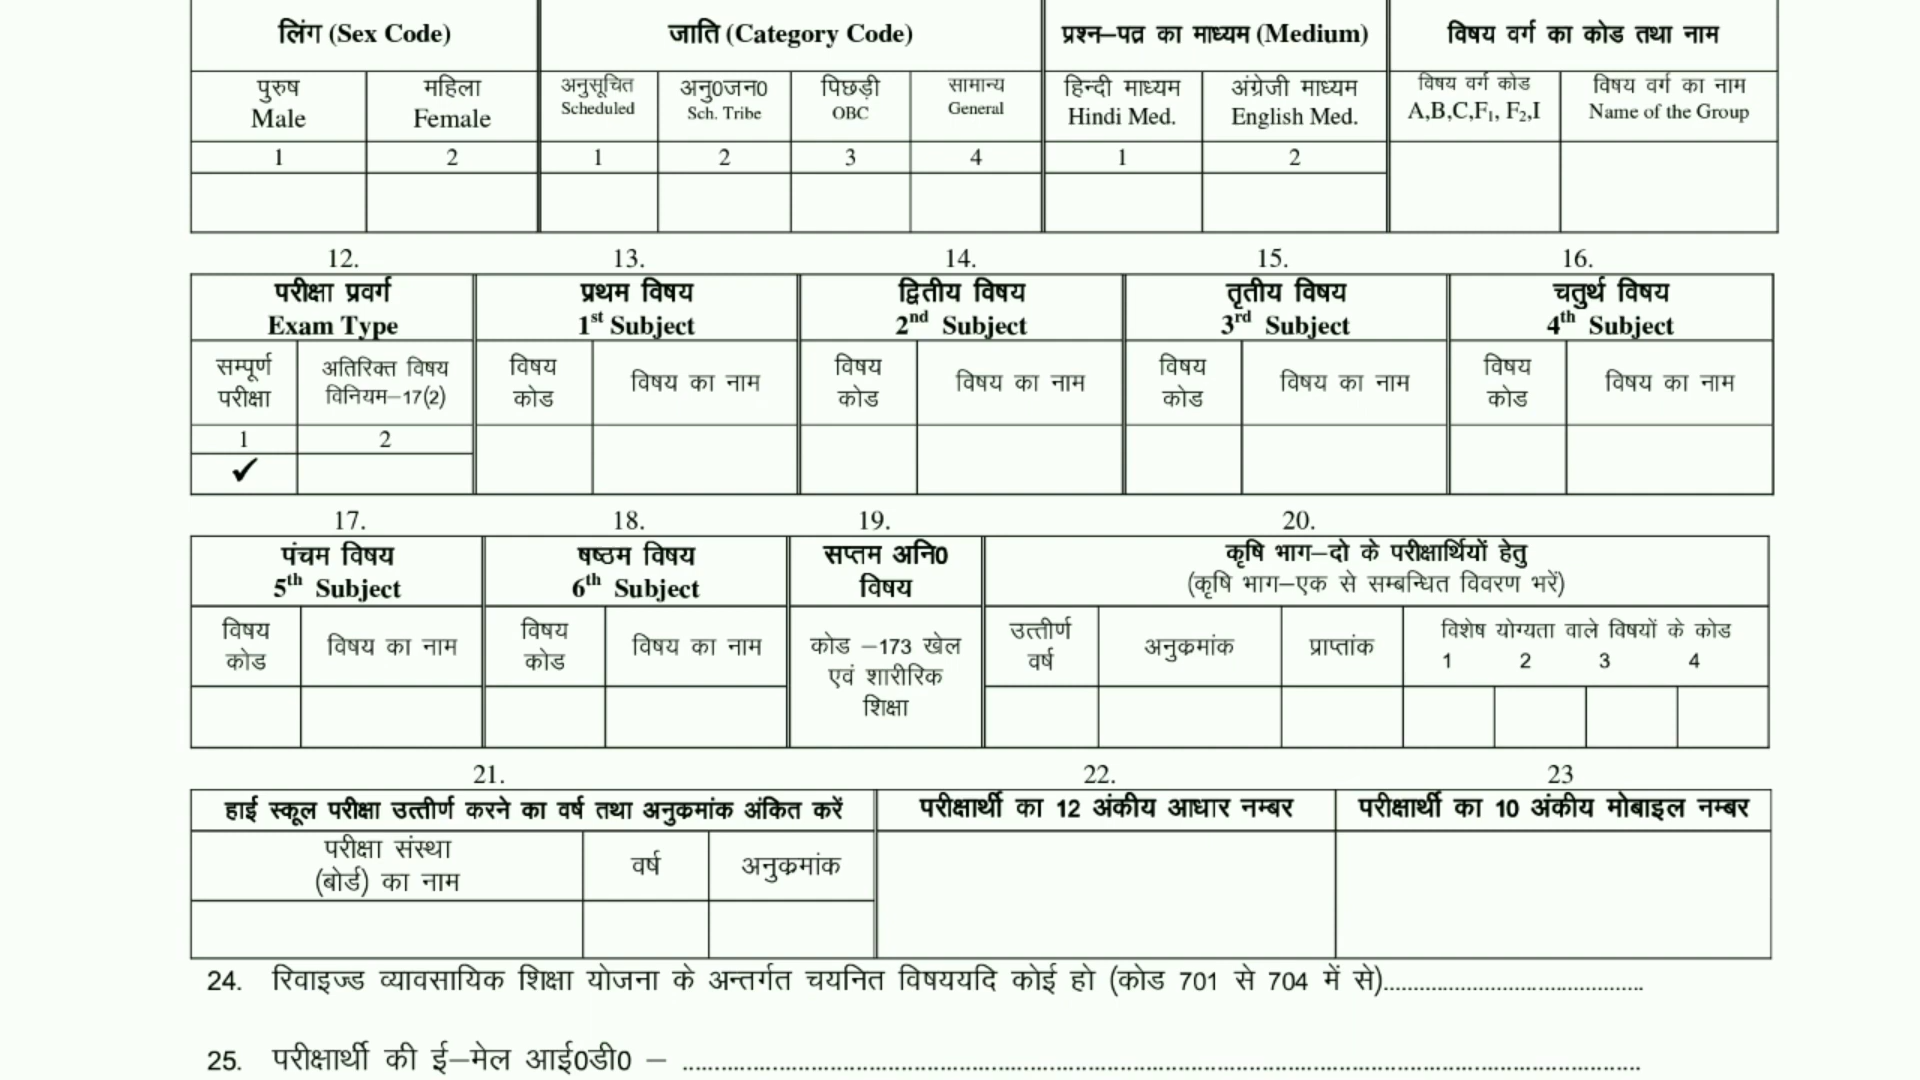 लिंग (Sex Code) जाति (Category Code) प्रश्न–पत्र का माध्यम (Medium) विषय वर्ग का कोड तथा नाम
पुरुष महिला अनुसूचित अनु0जन0 पिछड़ी सामान्य हिन्दी माध्यम अंग्रेजी माध्यम विषय वर्ग कोड विषय वर्ग का नाम
Male Female Scheduled Sch. Tribe OBC General Hindi Med. English Med. A,B,C,F₁, F₂,I Name of the Group
1 2 1 2 3 4 1 2
12. 13. 14. 15. 16.
परीक्षा प्रवर्ग प्रथम विषय द्वितीय विषय तृतीय विषय चतुर्थ विषय
Exam Type 1st Subject 2nd Subject 3rd Subject 4th Subject
सम्पूर्ण अतिरिक्त विषय विषय विषय का नाम विषय विषय का नाम विषय विषय का नाम विषय विषय का नाम
परीक्षा विनियम–17(2) कोड कोड कोड कोड
1 2
✓
17. 18. 19. 20.
पंचम विषय षष्ठम विषय सप्तम अनि0 कृषि भाग–दो के परीक्षार्थियों हेतु
5th Subject 6th Subject विषय (कृषि भाग–एक से सम्बन्धित विवरण भरें)
विषय विषय का नाम विषय विषय का नाम कोड –173 खेल उत्तीर्ण अनुक्रमांक प्राप्तांक विशेष योग्यता वाले विषयों के कोड
कोड कोड एवं शारीरिक वर्ष 1 2 3 4
शिक्षा
21. 22. 23
हाई स्कूल परीक्षा उत्तीर्ण करने का वर्ष तथा अनुक्रमांक अंकित करें परीक्षार्थी का 12 अंकीय आधार नम्बर परीक्षार्थी का 10 अंकीय मोबाइल नम्बर
परीक्षा संस्था वर्ष अनुक्रमांक
(बोर्ड) का नाम
24. रिवाइज्ड व्यावसायिक शिक्षा योजना के अन्तर्गत चयनित विषययदि कोई हो (कोड 701 से 704 में से)..........................................
25. परीक्षार्थी की ई–मेल आई0डी0 – ..........................................................................................